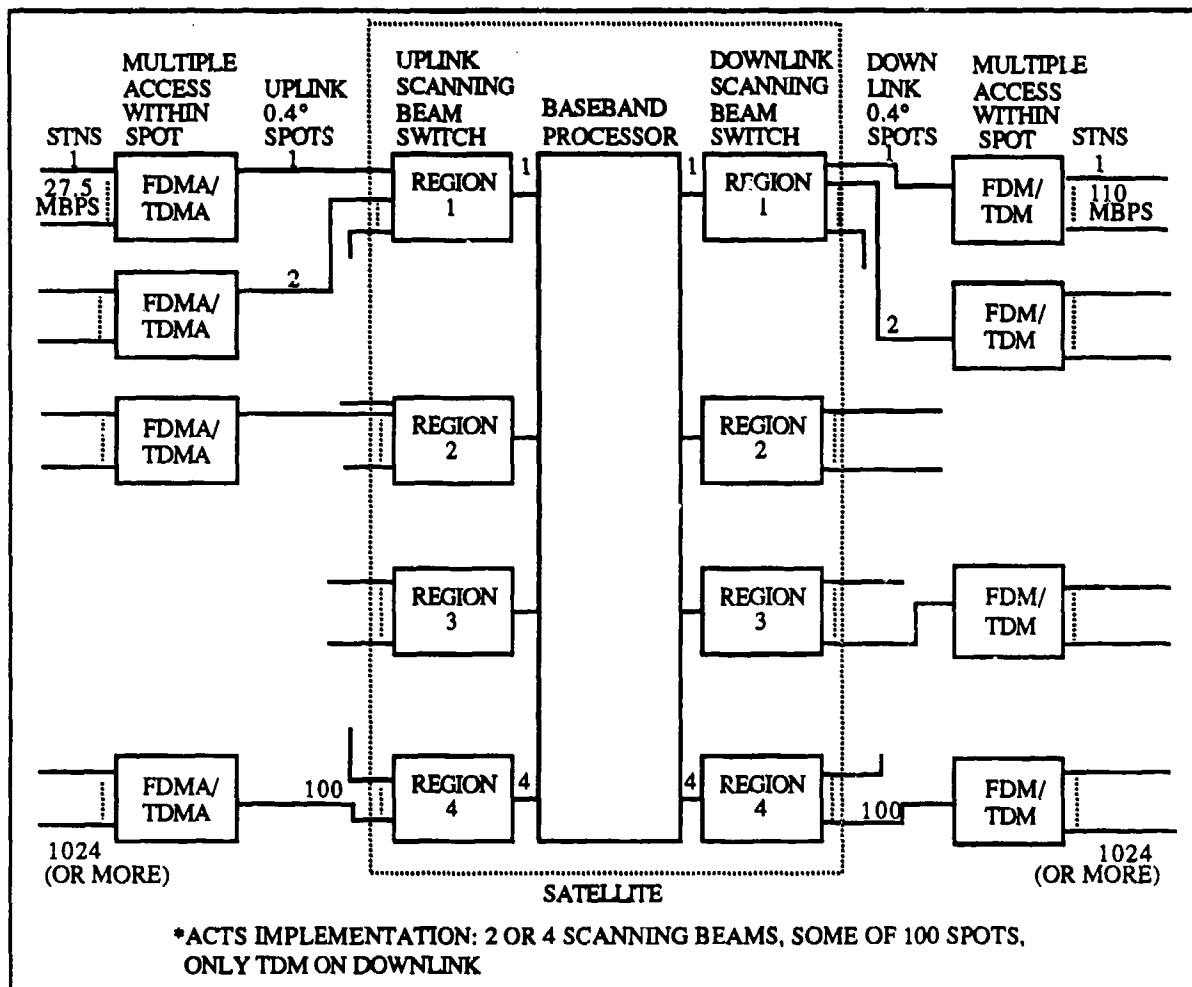 MULTIPLE
ACCESS
WITHIN
SPOT
UPLINK
0.4°
SPOTS
UPLINK
SCANNING
BEAM
SWITCH
BASEBAND
PROCESSOR
DOWNLINK
SCANNING
BEAM
SWITCH
DOWN
LINK
0.4°
SPOTS
MULTIPLE
ACCESS
WITHIN
SPOT
STNS
1
27.5
MBPS
FDMA/
TDMA
1
REGION
1
1
1
REGION
1
1
FDM/
TDM
STNS
1
110
MBPS
FDMA/
TDMA
2
2
FDM/
TDM
FDMA/
TDMA
REGION
2
REGION
2
REGION
3
REGION
3
FDM/
TDM
FDMA/
TDMA
100
REGION
4
4
4
REGION
4
100
FDM/
TDM
1024
(OR MORE)
1024
(OR MORE)
SATELLITE
*ACTS IMPLEMENTATION: 2 OR 4 SCANNING BEAMS, SOME OF 100 SPOTS,
ONLY TDM ON DOWNLINK